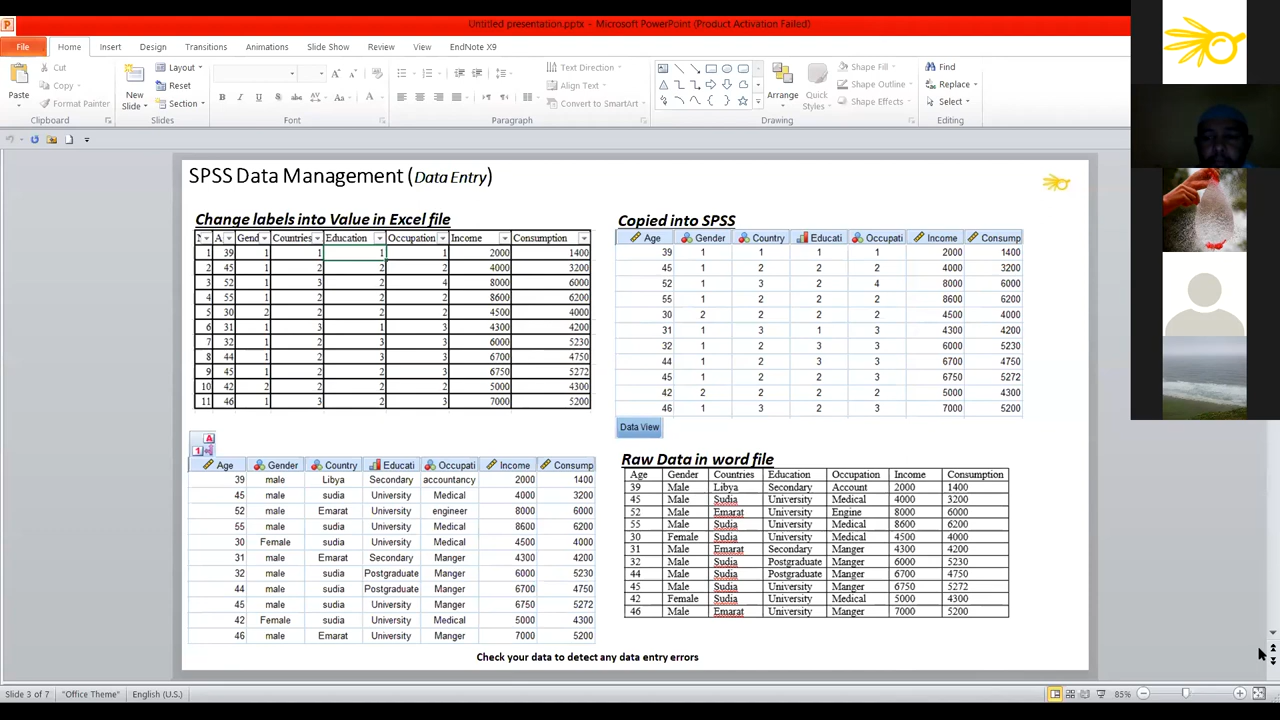 Untitled presentation.pptx - Microsoft PowerPoint (Product Activation Failed)
File Home Insert Design Transitions Animations Slide Show Review View EndNote X9
Paste Cut Copy Format Painter Clipboard
New Slide Layout Reset Section Slides
B I U S abc AV Aa A Font
Text Direction Align Text Convert to SmartArt Paragraph
Arrange Quick Styles Shape Fill Shape Outline Shape Effects Drawing
Find Replace Select Editing
SPSS Data Management (Data Entry)
Change labels into Value in Excel file
A Gend Countries Education Occupation Income Consumption
1 39 1 1 1 1 2000 1400
2 45 1 2 2 2 4000 3200
3 52 1 3 2 4 8000 6000
4 55 1 2 2 2 8600 6200
5 30 2 2 2 2 4500 4000
6 31 1 3 1 3 4300 4200
7 32 1 2 3 3 6000 5230
8 44 1 2 3 3 6700 4750
9 45 1 2 2 3 6750 5272
10 42 2 2 2 2 5000 4300
11 46 1 3 2 3 7000 5200
Copied into SPSS
Age Gender Country Educati Occupati Income Consump
39 1 1 1 1 2000 1400
45 1 2 2 2 4000 3200
52 1 3 2 4 8000 6000
55 1 2 2 2 8600 6200
30 2 2 2 2 4500 4000
31 1 3 1 3 4300 4200
32 1 2 3 3 6000 5230
44 1 2 3 3 6700 4750
45 1 2 2 3 6750 5272
42 2 2 2 2 5000 4300
46 1 3 2 3 7000 5200
Data View
A
1
Age Gender Country Educati Occupati Income Consump
39 male Libya Secondary accountancy 2000 1400
45 male sudia University Medical 4000 3200
52 male Emarat University engineer 8000 6000
55 male sudia University Medical 8600 6200
30 Female sudia University Medical 4500 4000
31 male Emarat Secondary Manger 4300 4200
32 male sudia Postgraduate Manger 6000 5230
44 male sudia Postgraduate Manger 6700 4750
45 male sudia University Manger 6750 5272
42 Female sudia University Medical 5000 4300
46 male Emarat University Manger 7000 5200
Raw Data in word file
Age Gender Countries Education Occupation Income Consumption
39 Male Libya Secondary Account 2000 1400
45 Male Sudia University Medical 4000 3200
52 Male Emarat University Engine 8000 6000
55 Male Sudia University Medical 8600 6200
30 Female Sudia University Medical 4500 4000
31 Male Emarat Secondary Manger 4300 4200
32 Male Sudia Postgraduate Manger 6000 5230
44 Male Sudia Postgraduate Manger 6700 4750
45 Male Sudia University Manger 6750 5272
42 Female Sudia University Medical 5000 4300
46 Male Emarat University Manger 7000 5200
Check your data to detect any data entry errors
Slide 3 of 7 "Office Theme" English (U.S.) 85%